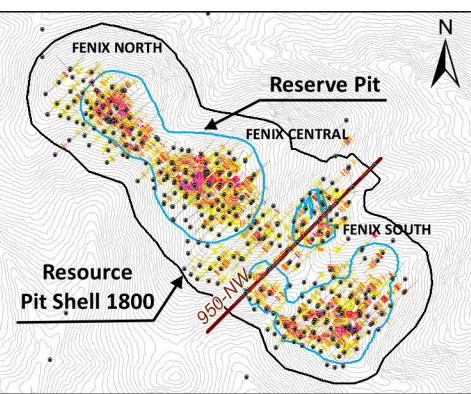 N
FENIX NORTH
Reserve Pit
FENIX CENTRAL
FENIX SOUTH
Resource
Pit Shell 1800
950-NW